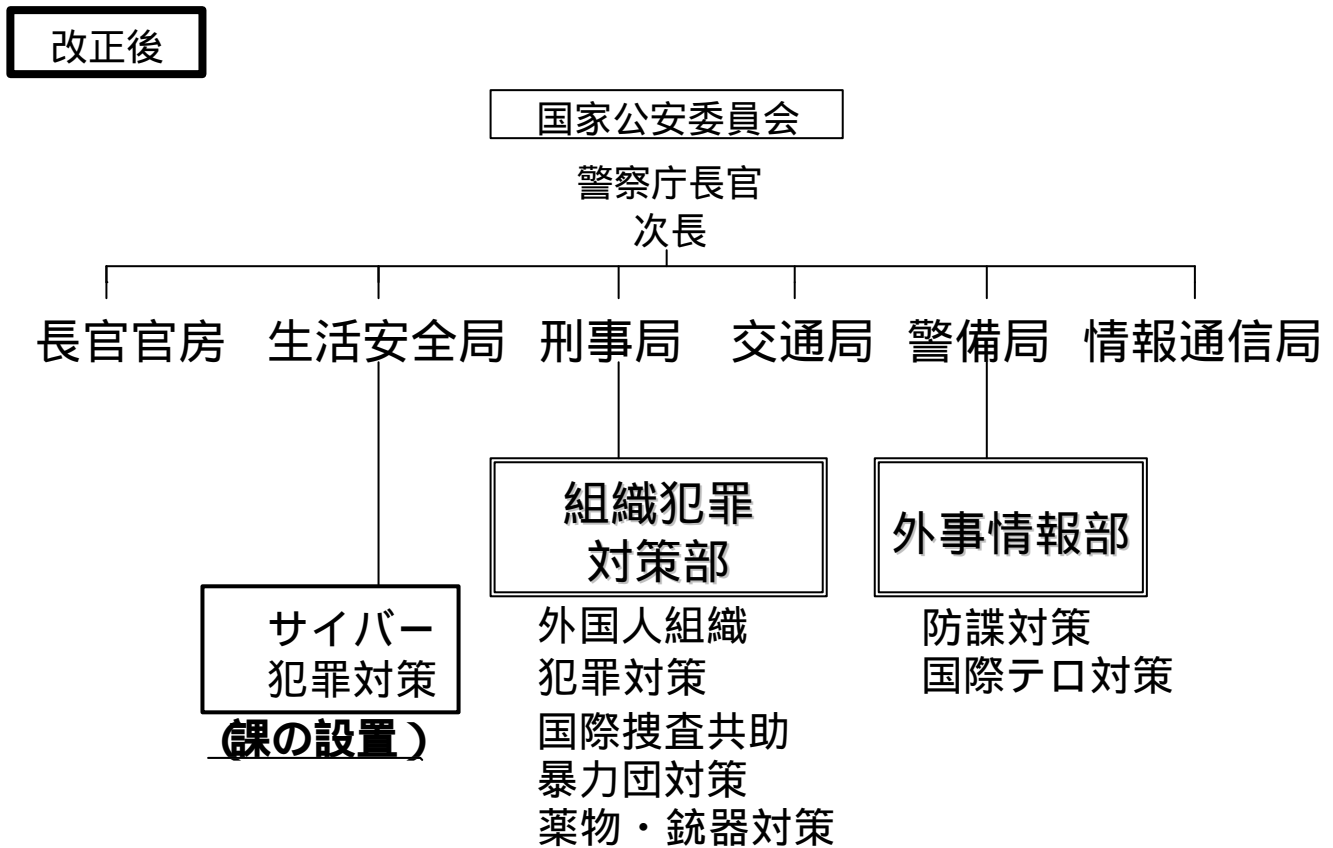 改正後
国家公安委員会
警察庁長官
次長
長官官房 生活安全局 刑事局 交通局 警備局 情報通信局
組織犯罪
対策部
外事情報部
サイバー
犯罪対策
(課の設置)
外国人組織
犯罪対策
国際捜査共助
暴力団対策
薬物・銃器対策
防諜対策
国際テロ対策